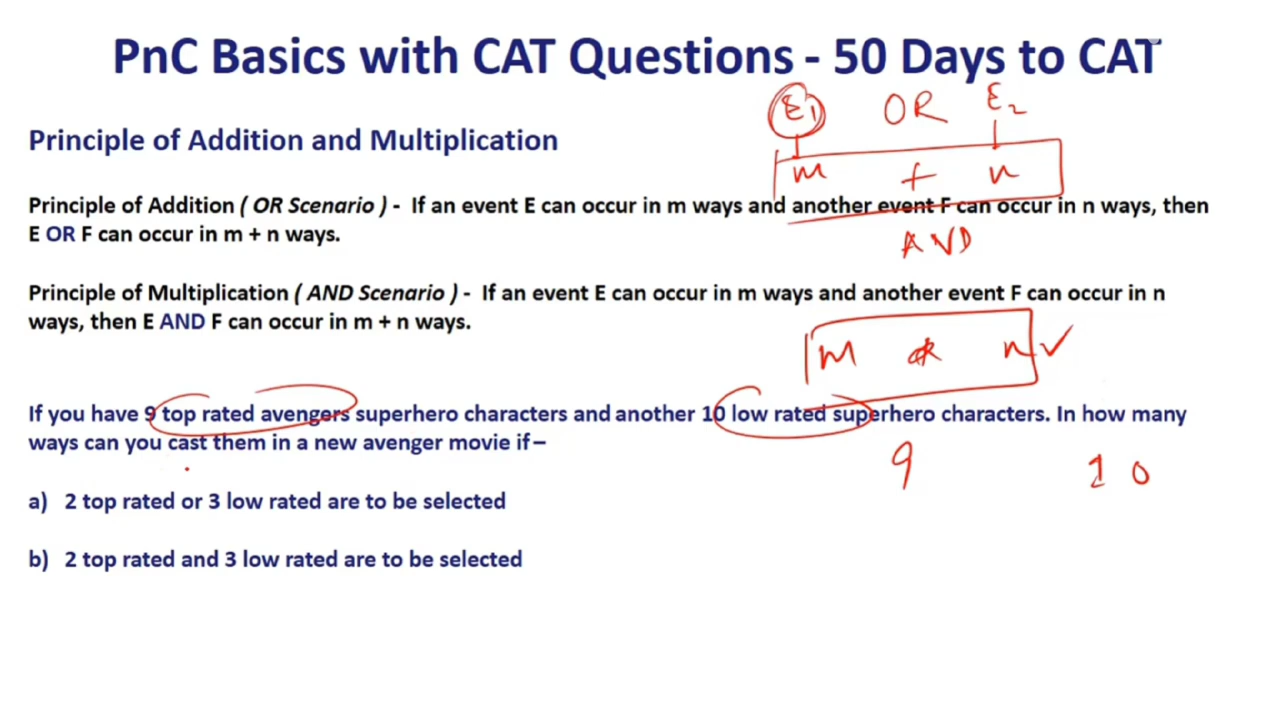 PnC Basics with CAT Questions - 50 Days to CAT
E1 OR E2
Principle of Addition and Multiplication
m + n
Principle of Addition ( OR Scenario ) - If an event E can occur in m ways and another event F can occur in n ways, then
E OR F can occur in m + n ways.
AND
Principle of Multiplication ( AND Scenario ) - If an event E can occur in m ways and another event F can occur in n
ways, then E AND F can occur in m + n ways.
m * n
If you have 9 top rated avengers superhero characters and another 10 low rated superhero characters. In how many
ways can you cast them in a new avenger movie if –
9 10
a) 2 top rated or 3 low rated are to be selected
b) 2 top rated and 3 low rated are to be selected